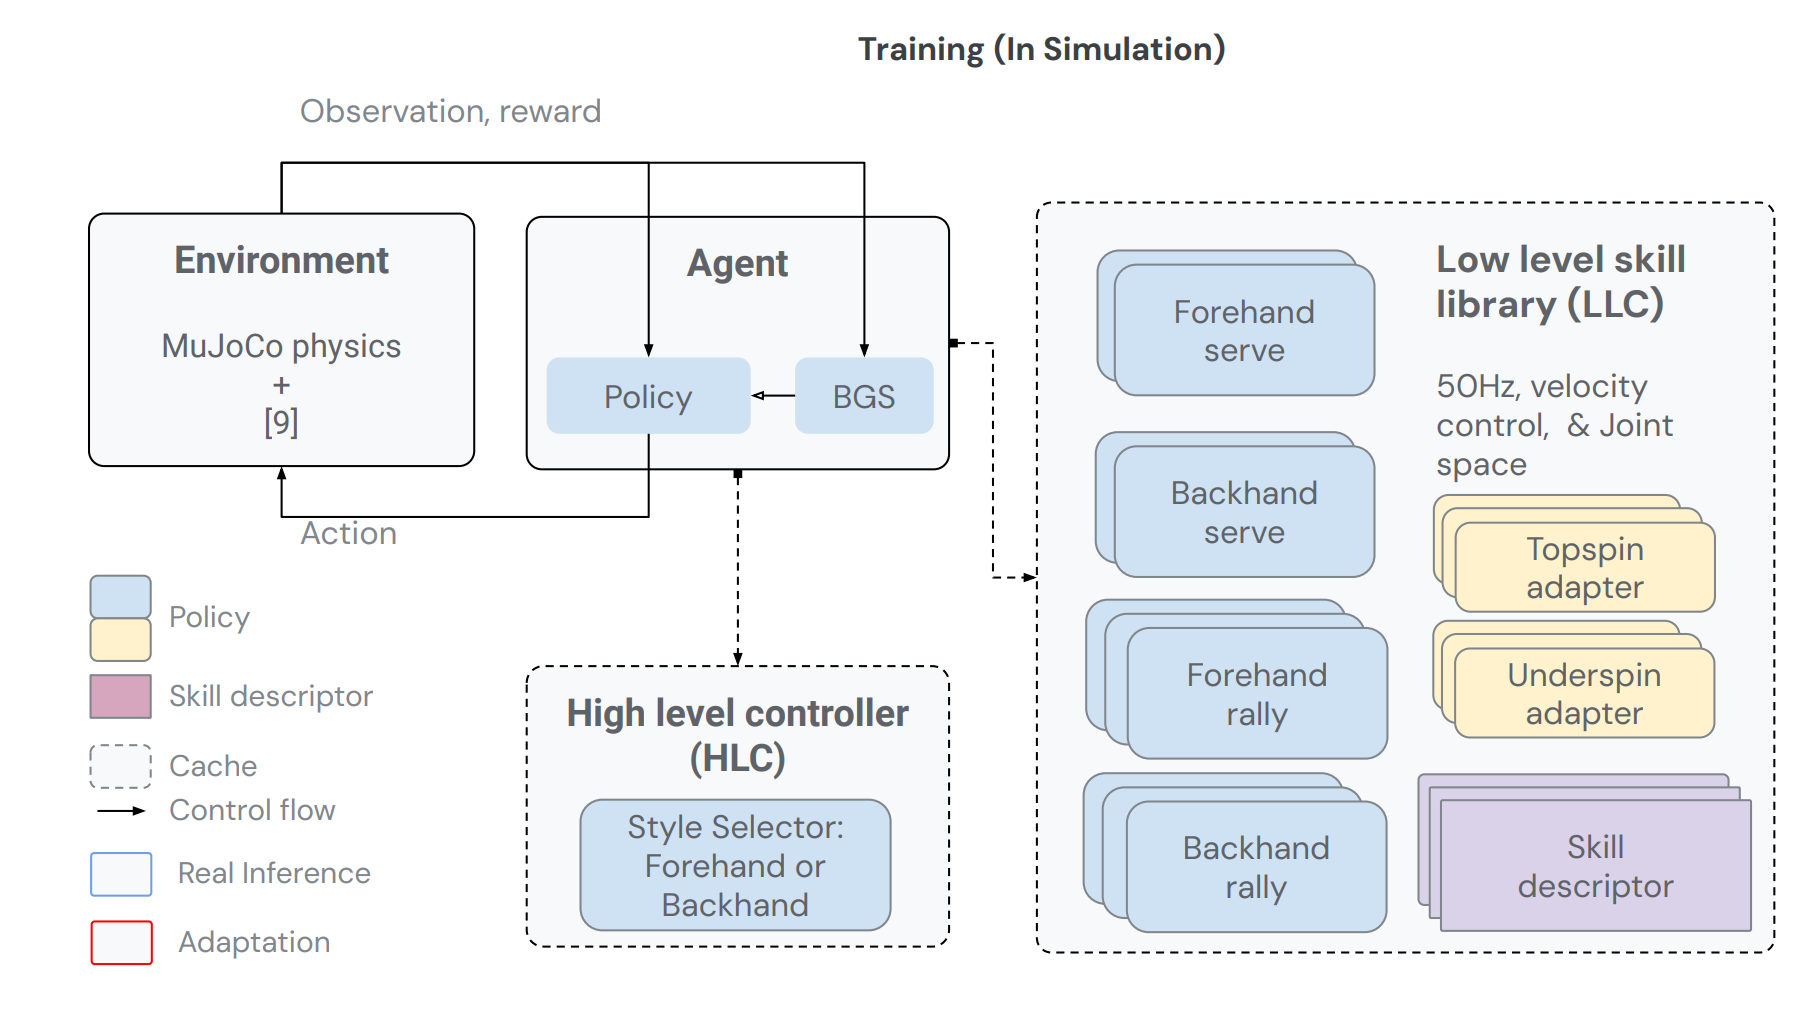 Training (In Simulation)
Observation, reward
Environment
MuJoCo physics
+
[9]
Agent
Policy
BGS
Action
Policy
Skill descriptor
Cache
Control flow
Real Inference
Adaptation
High level controller
(HLC)
Style Selector:
Forehand or
Backhand
Forehand
serve
Backhand
serve
Forehand
rally
Backhand
rally
Low level skill
library (LLC)
50Hz, velocity
control,  & Joint
space
Topspin
adapter
Underspin
adapter
Skill
descriptor